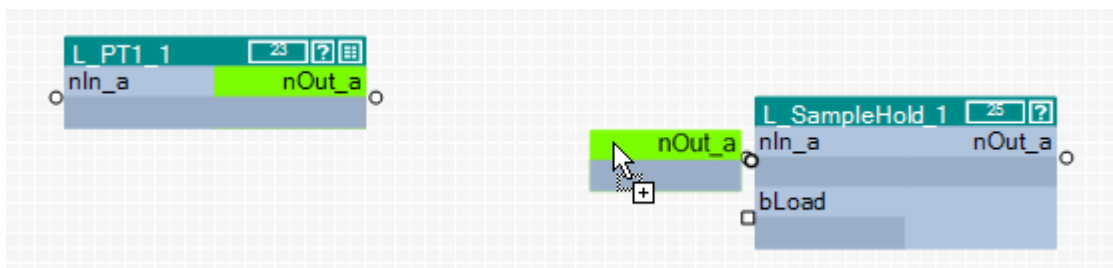 L_PT1_1 23 ?
nIn_a nOut_a
L_SampleHold_1 25 ?
nOut_a nIn_a nOut_a
bLoad